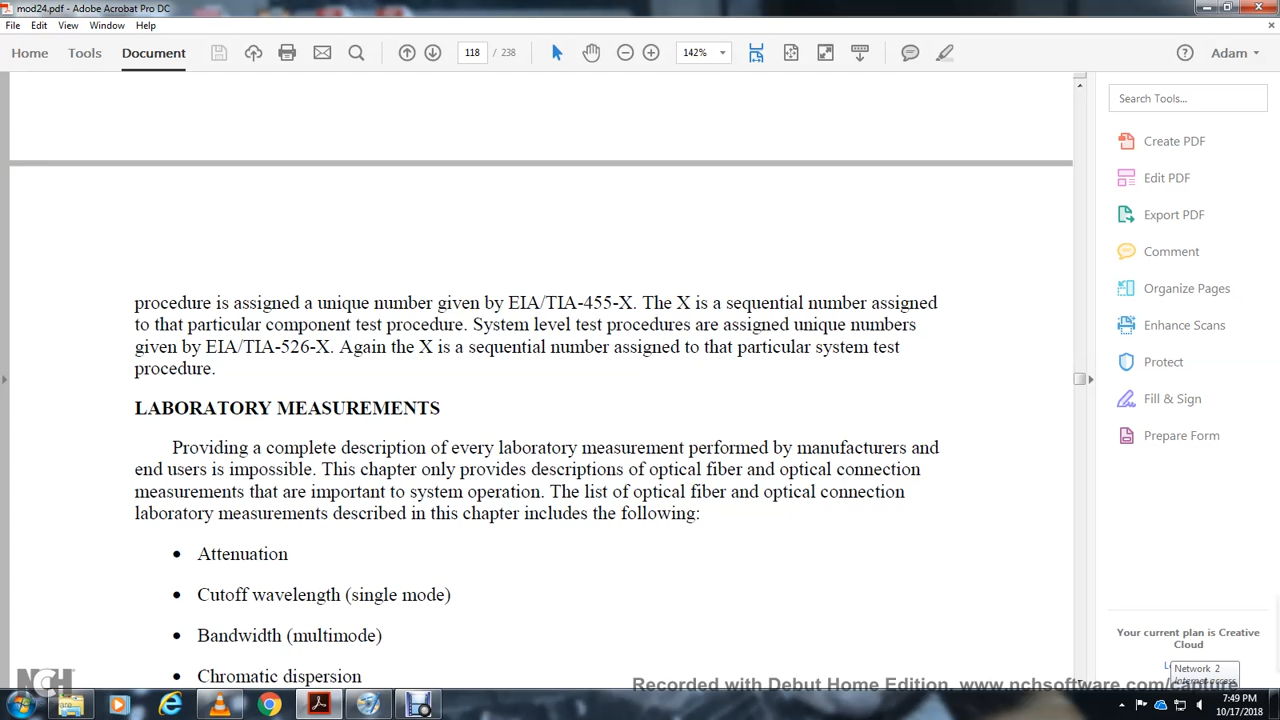 mod24.pdf - Adobe Acrobat Pro DC
File Edit View Window Help
Home Tools Document 118 / 238 142% Adam
Search Tools...
Create PDF
Edit PDF
Export PDF
Comment
Organize Pages
Enhance Scans
Protect
Fill & Sign
Prepare Form
procedure is assigned a unique number given by EIA/TIA-455-X. The X is a sequential number assigned
to that particular component test procedure. System level test procedures are assigned unique numbers
given by EIA/TIA-526-X. Again the X is a sequential number assigned to that particular system test
procedure.
LABORATORY MEASUREMENTS
Providing a complete description of every laboratory measurement performed by manufacturers and
end users is impossible. This chapter only provides descriptions of optical fiber and optical connection
measurements that are important to system operation. The list of optical fiber and optical connection
laboratory measurements described in this chapter includes the following:
• Attenuation
• Cutoff wavelength (single mode)
• Bandwidth (multimode)
• Chromatic dispersion
Your current plan is Creative
Cloud
Network 2
Internet access
NCH
Recorded with Debut Home Edition. www.nchsoftware.com/capture
7:49 PM
10/17/2018